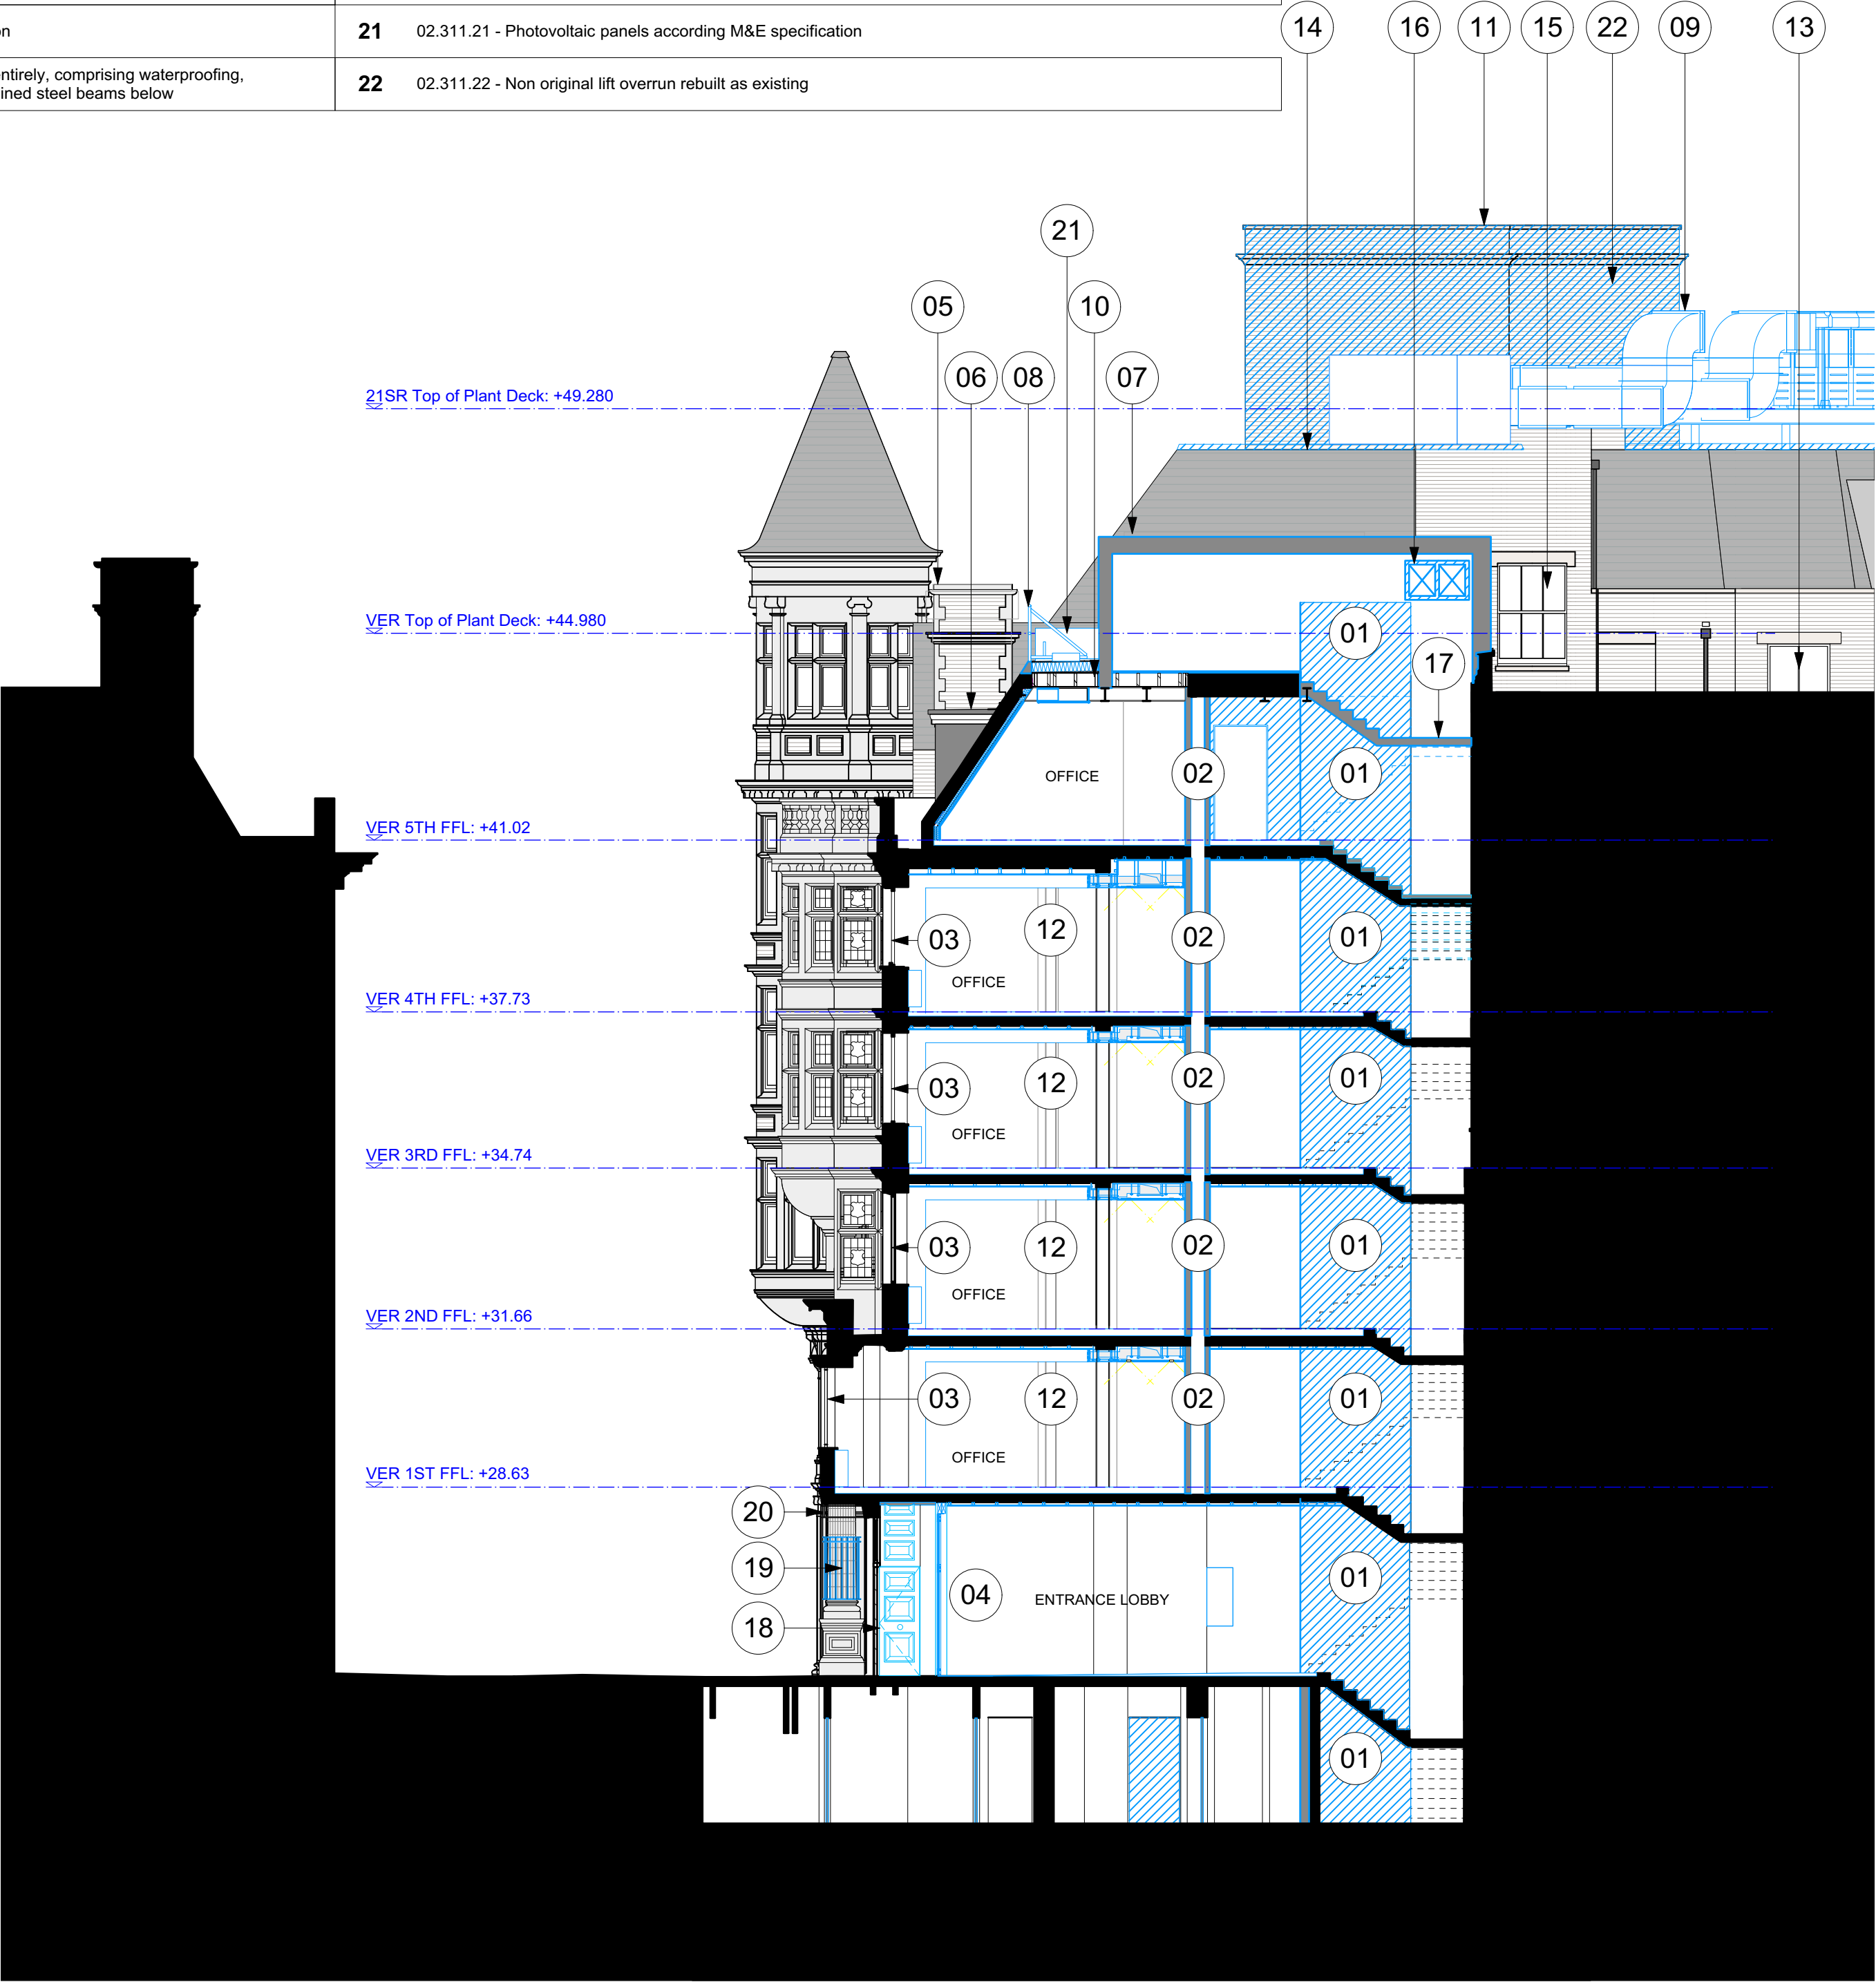 on
21 02.311.21 - Photovoltaic panels according M&E specification
ntirely, comprising waterproofing,
ined steel beams below
22 02.311.22 - Non original lift overrun rebuilt as existing
14 16 11 15 22 09 13
21
05 10
06 08 07
21SR Top of Plant Deck: +49.280
VER Top of Plant Deck: +44.980
01
17
OFFICE 02 01
VER 5TH FFL: +41.02
03 12 02 01
OFFICE
VER 4TH FFL: +37.73
03 12 02 01
OFFICE
VER 3RD FFL: +34.74
03 12 02 01
OFFICE
VER 2ND FFL: +31.66
03 12 02 01
OFFICE
VER 1ST FFL: +28.63
20
19
01
04 ENTRANCE LOBBY
18
01